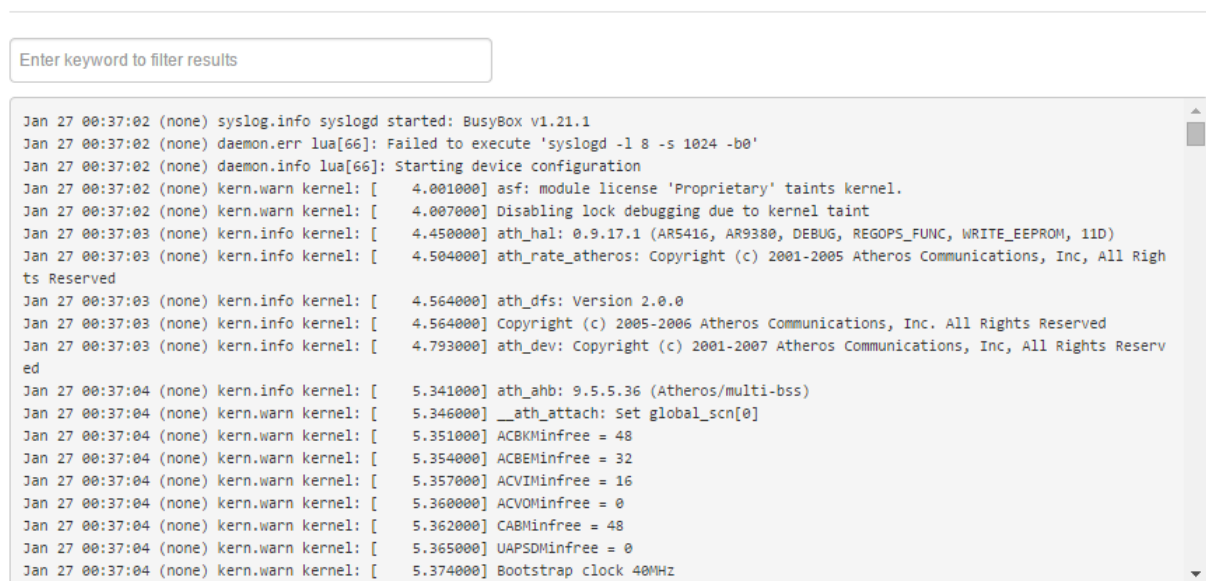 Enter keyword to filter results
Jan 27 00:37:02 (none) syslog.info syslogd started: BusyBox v1.21.1
Jan 27 00:37:02 (none) daemon.err lua[66]: Failed to execute 'syslogd -l 8 -s 1024 -b0'
Jan 27 00:37:02 (none) daemon.info lua[66]: Starting device configuration
Jan 27 00:37:02 (none) kern.warn kernel: [    4.001000] asf: module license 'Proprietary' taints kernel.
Jan 27 00:37:02 (none) kern.warn kernel: [    4.007000] Disabling lock debugging due to kernel taint
Jan 27 00:37:03 (none) kern.info kernel: [    4.450000] ath_hal: 0.9.17.1 (AR5416, AR9380, DEBUG, REGOPS_FUNC, WRITE_EEPROM, 11D)
Jan 27 00:37:03 (none) kern.info kernel: [    4.504000] ath_rate_atheros: Copyright (c) 2001-2005 Atheros Communications, Inc, All Righ
ts Reserved
Jan 27 00:37:03 (none) kern.info kernel: [    4.564000] ath_dfs: Version 2.0.0
Jan 27 00:37:03 (none) kern.info kernel: [    4.564000] Copyright (c) 2005-2006 Atheros Communications, Inc. All Rights Reserved
Jan 27 00:37:03 (none) kern.info kernel: [    4.793000] ath_dev: Copyright (c) 2001-2007 Atheros Communications, Inc, All Rights Reserv
ed
Jan 27 00:37:04 (none) kern.info kernel: [    5.341000] ath_ahb: 9.5.5.36 (Atheros/multi-bss)
Jan 27 00:37:04 (none) kern.warn kernel: [    5.346000] __ath_attach: Set global_scn[0]
Jan 27 00:37:04 (none) kern.warn kernel: [    5.351000] ACBKMinfree = 48
Jan 27 00:37:04 (none) kern.warn kernel: [    5.354000] ACBEMinfree = 32
Jan 27 00:37:04 (none) kern.warn kernel: [    5.357000] ACVIMinfree = 16
Jan 27 00:37:04 (none) kern.warn kernel: [    5.360000] ACVOMinfree = 0
Jan 27 00:37:04 (none) kern.warn kernel: [    5.362000] CABMinfree = 48
Jan 27 00:37:04 (none) kern.warn kernel: [    5.365000] UAPSDMinfree = 0
Jan 27 00:37:04 (none) kern.warn kernel: [    5.374000] Bootstrap clock 40MHz